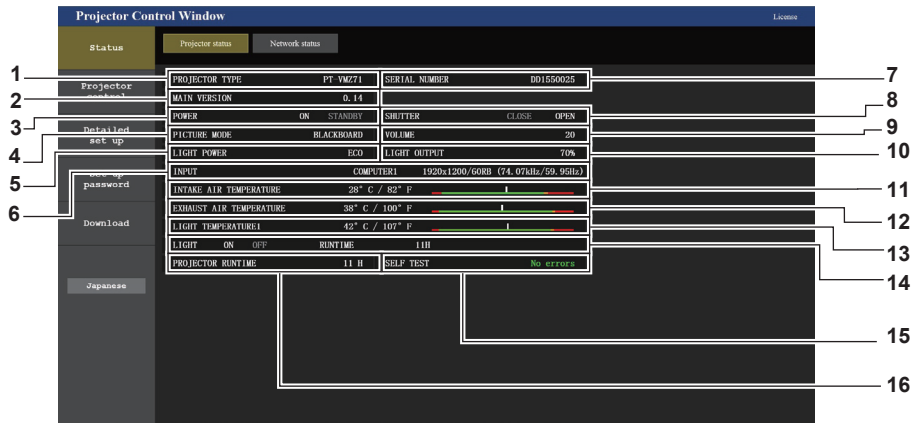 Projector Control Window License
Status Projector status Network status
1 PROJECTOR TYPE PT-VMZ71 SERIAL NUMBER DD1550025 7
Projector control
2 MAIN VERSION 0.14
3 POWER ON STANDBY SHUTTER CLOSE OPEN 8
Detailed set up
4 PICTURE MODE BLACKBOARD VOLUME 20 9
5 LIGHT POWER ECO LIGHT OUTPUT 70% 10
Set up password
6 INPUT COMPUTER1 1920x1200/60RB (74.07kHz/59.95Hz)
INTAKE AIR TEMPERATURE 28° C / 82° F 11
EXHAUST AIR TEMPERATURE 38° C / 100° F 12
Download
LIGHT TEMPERATURE1 42° C / 107° F 13
LIGHT ON OFF RUNTIME 11H 14
PROJECTOR RUNTIME 11 H SELF TEST No errors
Japanese
15
16